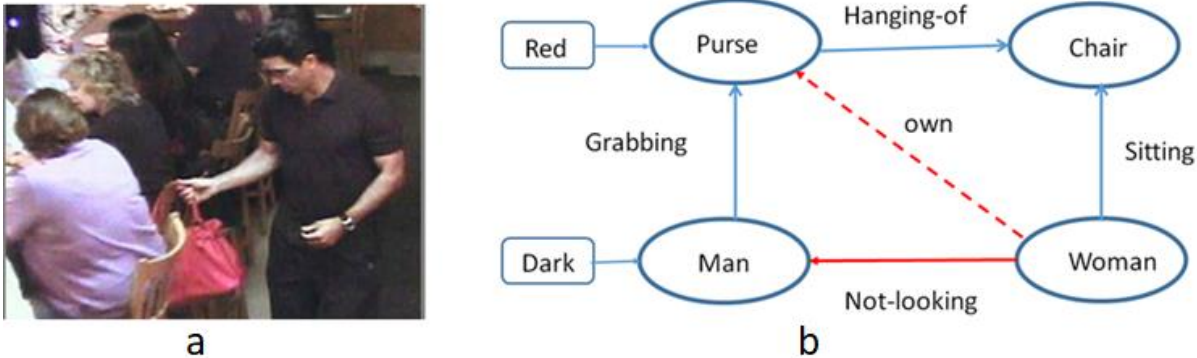 Hanging-of
Red
Purse
Chair
Grabbing
own
Sitting
Dark
Man
Woman
Not-looking
a
b